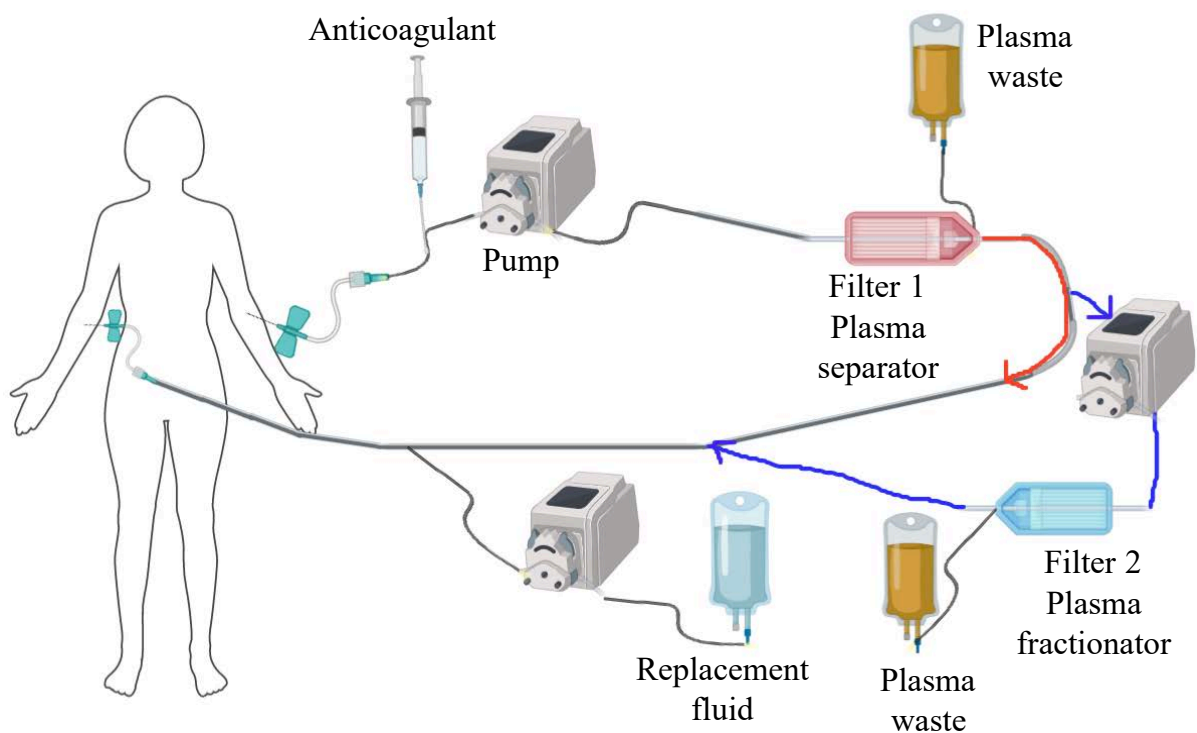 Anticoagulant
Plasma
waste
Pump
Filter 1
Plasma
separator
Filter 2
Plasma
fractionator
Replacement
fluid
Plasma
waste